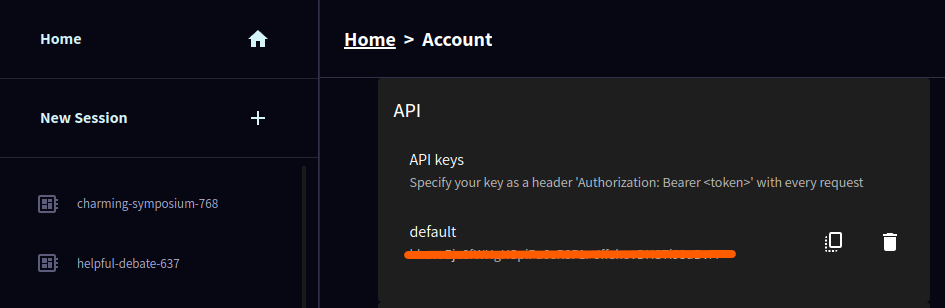 Home
Home > Account
New Session
API
API keys
Specify your key as a header 'Authorization: Bearer <token>' with every request
charming-symposium-768
default
helpful-debate-637